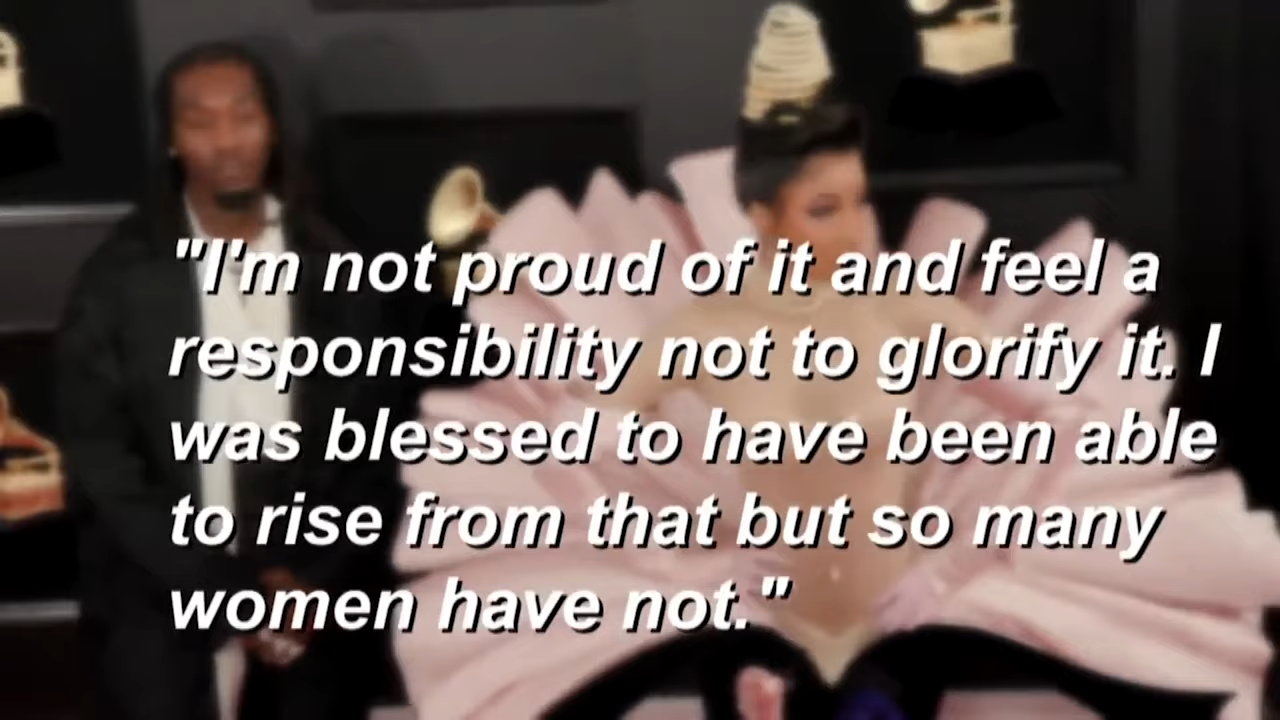 "I'm not proud of it and feel a
responsibility not to glorify it. I
was blessed to have been able
to rise from that but so many
women have not."